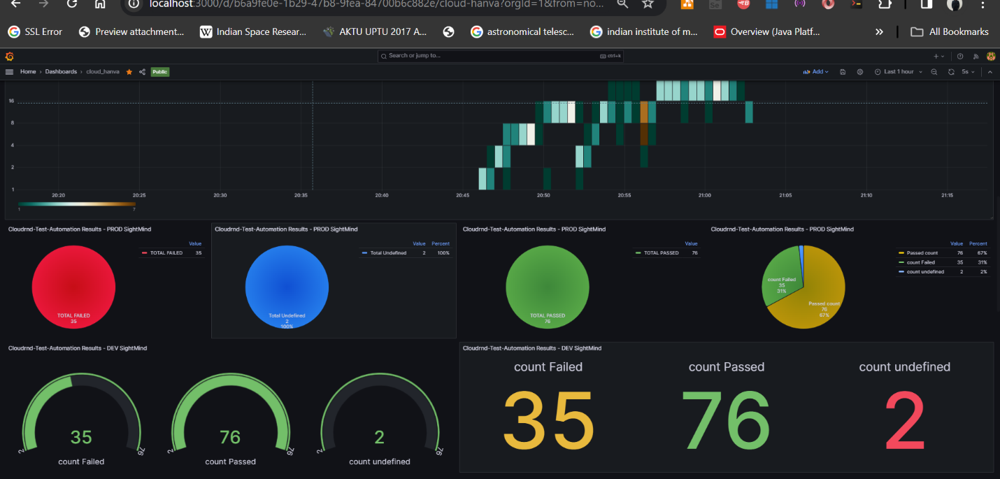 localhost:3000/d/b6a9fe0e-1b29-47b8-9fea-84700b6c882e/cloud-hanva?orgId=1&from=no...
SSL Error
Preview attachment...
Indian Space Resear...
AKTU UPTU 2017 A...
astronomical telesc...
indian institute of m...
Overview (Java Platf...
All Bookmarks
Search or jump to...
ctrl+k
Home › Dashboards › cloud_hanva
Public
Add
Last 1 hour
5s
16
8
4
2
1
20:20
20:25
20:30
20:35
20:40
20:45
20:50
20:55
21:00
21:05
21:10
21:15
1
7
Cloudrnd-Test-Automation Results - PROD SightMind
Value
TOTAL FAILED 35
TOTAL FAILED
35
Cloudrnd-Test-Automation Results - PROD SightMind
Value Percent
Total Undefined 2 100%
Total Undefined
2
100%
Cloudrnd-Test-Automation Results - PROD SightMind
Value
TOTAL PASSED 76
TOTAL PASSED
76
Cloudrnd-Test-Automation Results - PROD SightMind
Value Percent
Passed count 76 67%
count Failed 35 31%
count undefined 2 2%
count Failed
35
31%
Passed count
76
67%
Cloudrnd-Test-Automation Results - DEV SightMind
2
35
76
count Failed
2
76
76
count Passed
2
2
76
count undefined
Cloudrnd-Test-Automation Results - DEV SightMind
count Failed
35
count Passed
76
count undefined
2